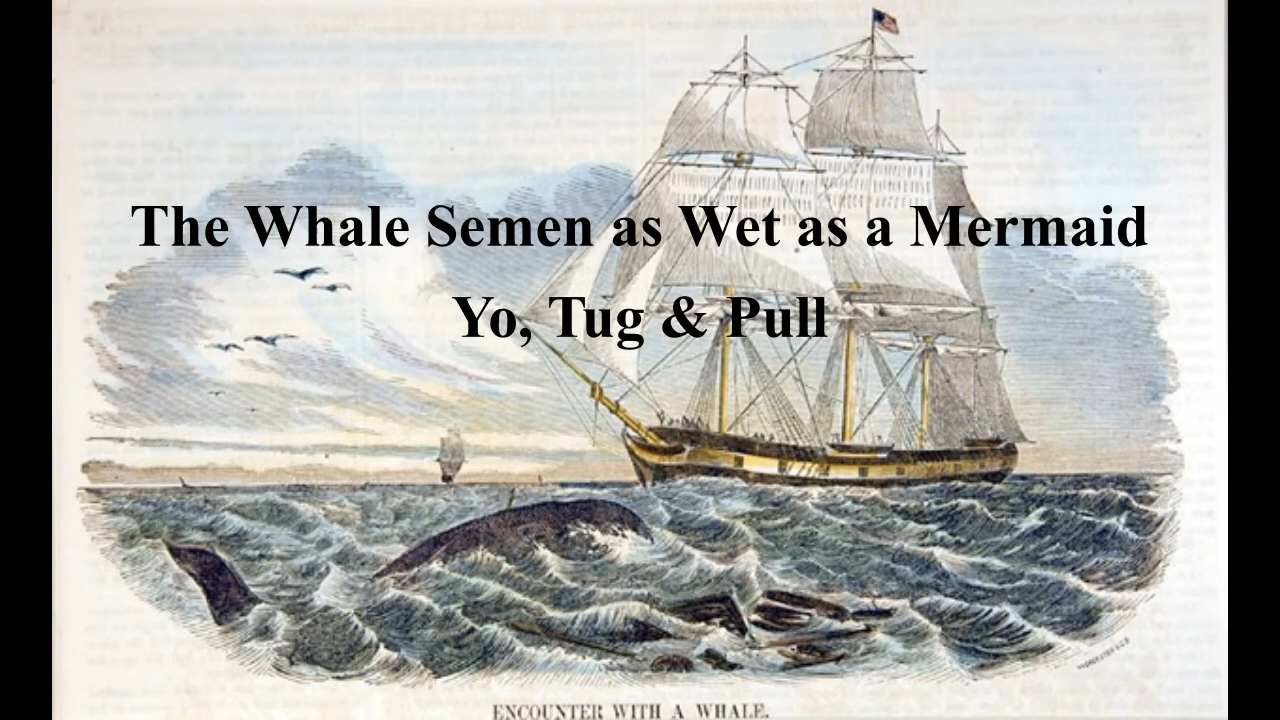 The Whale Semen as Wet as a Mermaid
Yo, Tug & Pull
ENCOUNTER WITH A WHALE.